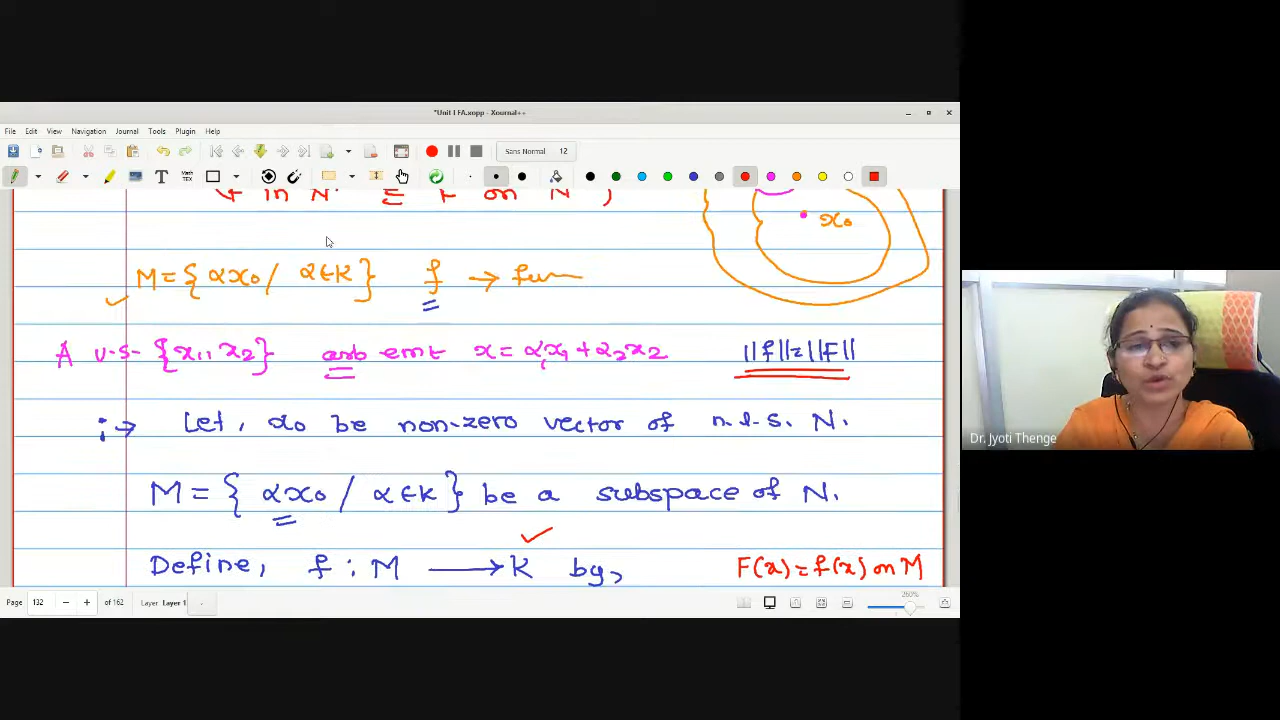 *Unit I FA.xopp - Xournal++
File Edit View Navigation Journal Tools Plugin Help
Sans Normal 12
x₀
M = { αx₀ / α∈K } f → fun
A v.s. {x₁, x₂} arb emt x = α₁x₁ + α₂x₂ ||f|| = ||F||
:→ Let, x₀ be non-zero vector of n.l.s. N.
M = { αx₀ / α∈K } be a subspace of N.
Define, f : M → K by, F(x) = f(x) on M
Page 132 of 162 Layer Layer 1 260%
Dr. Jyoti Thenge